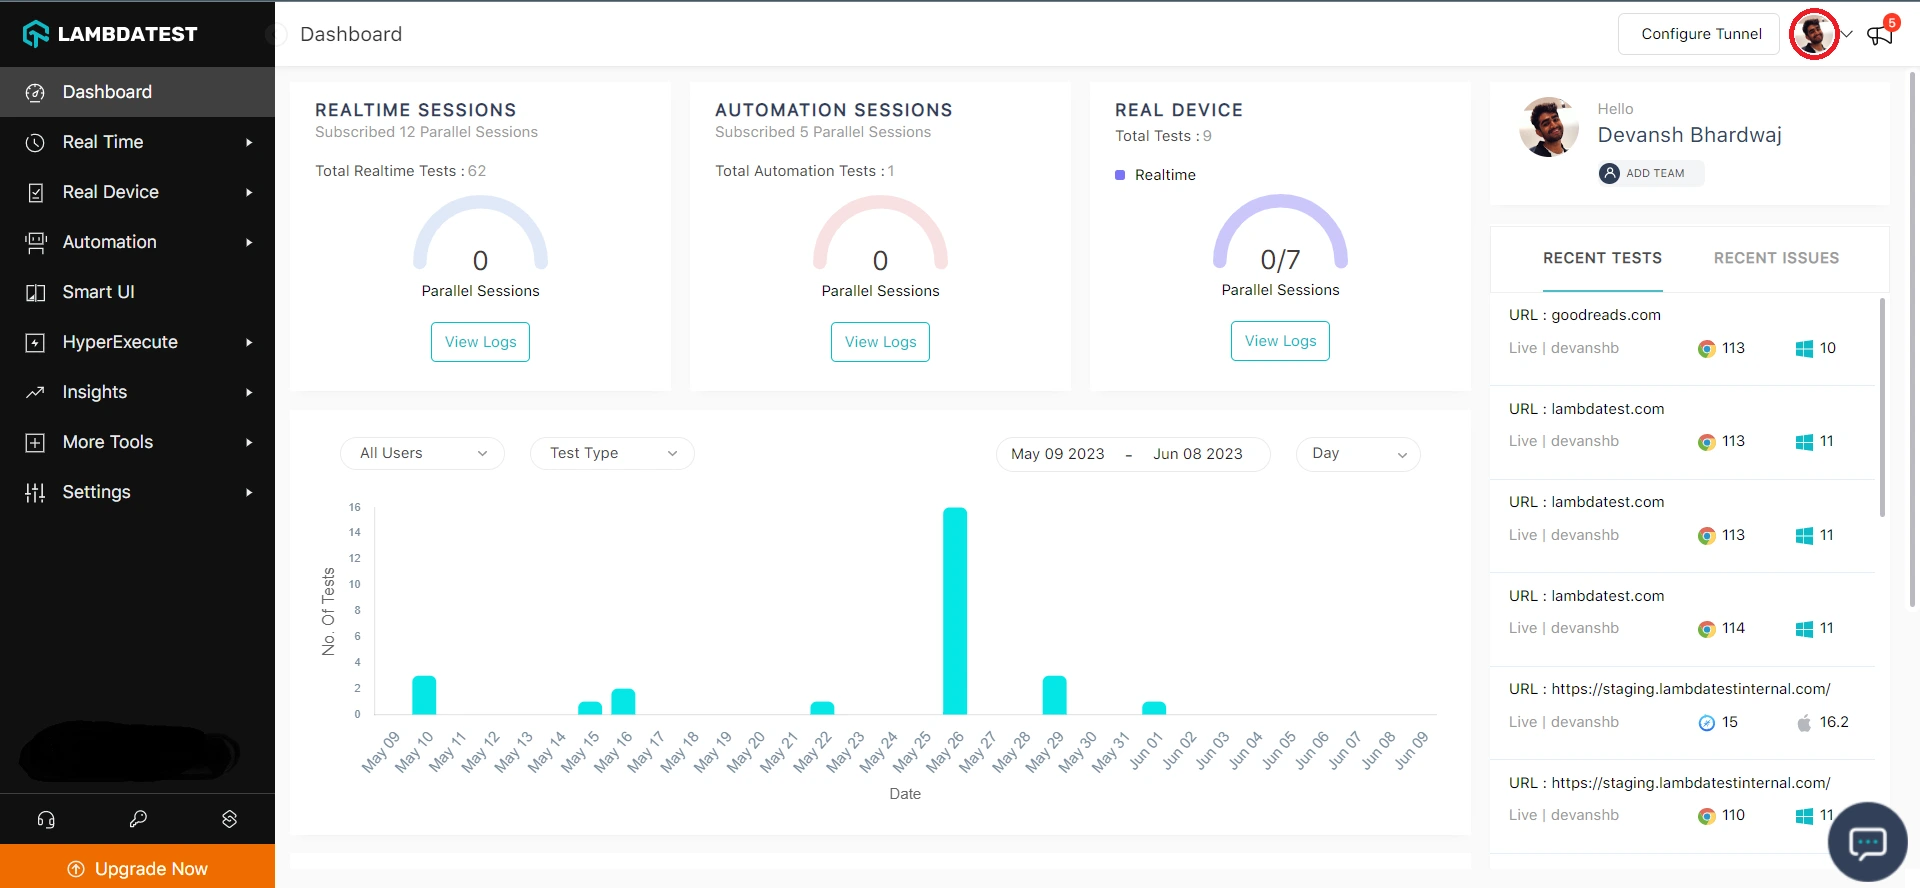 LAMBDATEST
Dashboard
Configure Tunnel
5
Dashboard
Real Time
Real Device
Automation
Smart UI
HyperExecute
Insights
More Tools
Settings
Upgrade Now
REALTIME SESSIONS
Subscribed 12 Parallel Sessions
Total Realtime Tests : 62
0
Parallel Sessions
View Logs
AUTOMATION SESSIONS
Subscribed 5 Parallel Sessions
Total Automation Tests : 1
0
Parallel Sessions
View Logs
REAL DEVICE
Total Tests : 9
Realtime
0/7
Parallel Sessions
View Logs
Hello
Devansh Bhardwaj
ADD TEAM
All Users
Test Type
May 09 2023 - Jun 08 2023
Day
No. Of Tests
16
14
12
10
8
6
4
2
0
May 09 May 10 May 11 May 12 May 13 May 14 May 15 May 16 May 17 May 18 May 19 May 20 May 21 May 22 May 23 May 24 May 25 May 26 May 27 May 28 May 29 May 30 May 31 Jun 01 Jun 02 Jun 03 Jun 04 Jun 05 Jun 06 Jun 07 Jun 08 Jun 09
Date
RECENT TESTS RECENT ISSUES
URL : goodreads.com
Live | devanshb 113 10
URL : lambdatest.com
Live | devanshb 113 11
URL : lambdatest.com
Live | devanshb 113 11
URL : lambdatest.com
Live | devanshb 114 11
URL : https://staging.lambdatestinternal.com/
Live | devanshb 15 16.2
URL : https://staging.lambdatestinternal.com/
Live | devanshb 110 11